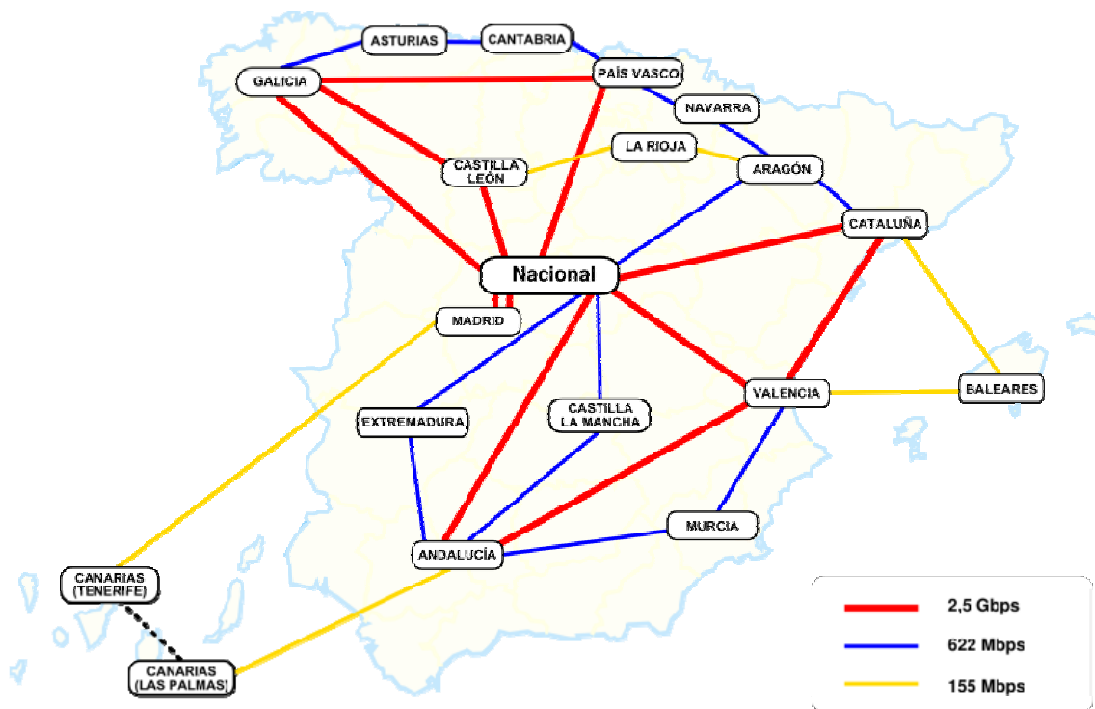 ASTURIAS
CANTABRIA
GALICIA
PAÍS VASCO
NAVARRA
LA RIOJA
CASTILLA
LEÓN
ARAGÓN
CATALUÑA
Nacional
MADRID
VALENCIA
BALEARES
EXTREMADURA
CASTILLA
LA MANCHA
MURCIA
ANDALUCÍA
CANARIAS
(TENERIFE)
CANARIAS
(LAS PALMAS)
2,5 Gbps
622 Mbps
155 Mbps